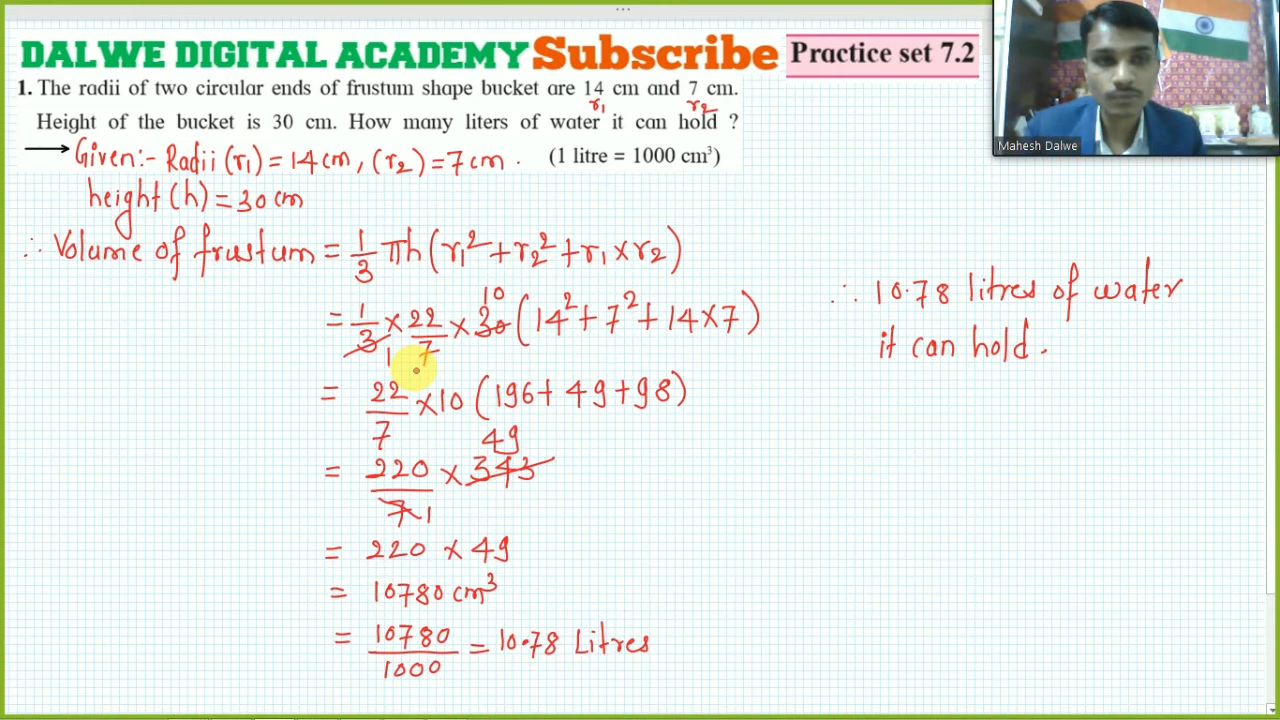 DALWE DIGITAL ACADEMY Subscribe Practice set 7.2
1. The radii of two circular ends of frustum shape bucket are 14 cm and 7 cm.
r₁ r₂
Height of the bucket is 30 cm. How many liters of water it can hold ?
(1 litre = 1000 cm³)
→ Given:- Radii (r₁) = 14 cm, (r₂) = 7 cm.
height (h) = 30 cm
∴ Volume of frustum = 1/3 πh (r₁² + r₂² + r₁ × r₂)
10
= 1/3 × 22/7 × 30 (14² + 7² + 14 × 7)
1
= 22/7 × 10 (196 + 49 + 98)
49
= 220/7 × 343
1
= 220 × 49
= 10780 cm³
= 10780/1000 = 10.78 Litres
∴ 10.78 litres of water
it can hold.
Mahesh Dalwe